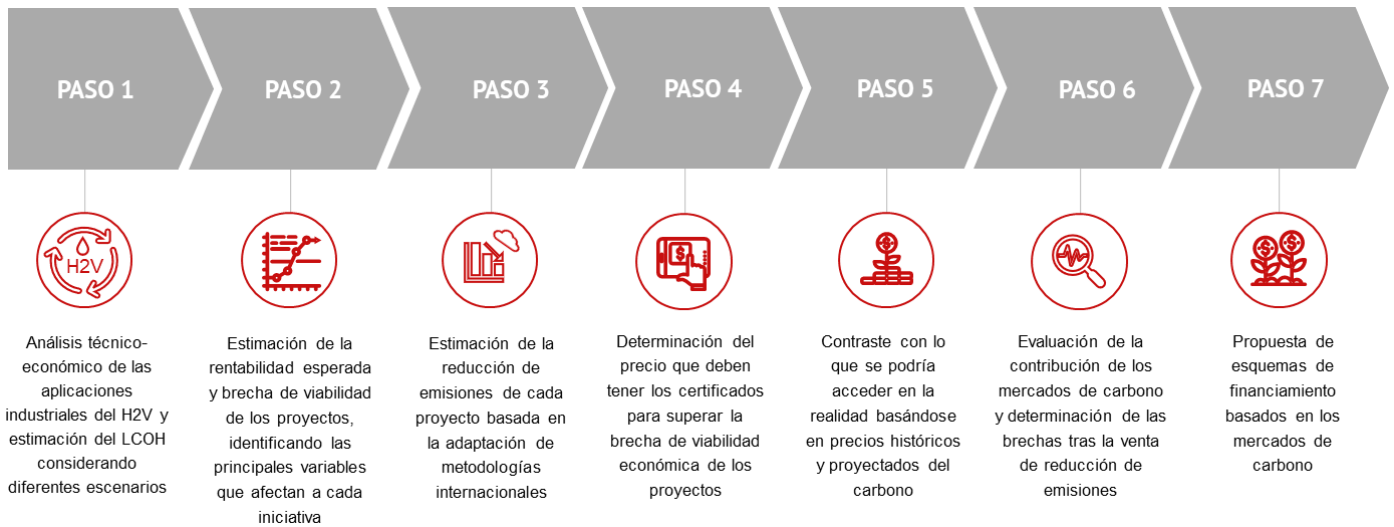 PASO 1
PASO 2
PASO 3
PASO 4
PASO 5
PASO 6
PASO 7
H2V
Análisis técnico-
económico de las
aplicaciones
industriales del H2V y
estimación del LCOH
considerando
diferentes escenarios
Estimación de la
rentabilidad esperada
y brecha de viabilidad
de los proyectos,
identificando las
principales variables
que afectan a cada
iniciativa
Estimación de la
reducción de
emisiones de cada
proyecto basada en
la adaptación de
metodologías
internacionales
Determinación del
precio que deben
tener los certificados
para superar la
brecha de viabilidad
económica de los
proyectos
Contraste con lo
que se podría
acceder en la
realidad basándose
en precios históricos
y proyectados del
carbono
Evaluación de la
contribución de los
mercados de carbono
y determinación de las
brechas tras la venta
de reducción de
emisiones
Propuesta de
esquemas de
financiamiento
basados en los
mercados de
carbono